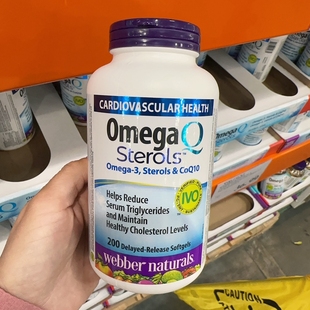 CARDIOVASCULAR HEALTH
OmegaQ
Sterols™
Omega-3, Sterols & CoQ10
Helps Reduce
Serum Triglycerides
and Maintain
Healthy Cholesterol Levels
IVO
200 Delayed-Release Softgels
webber naturals
CAUTION